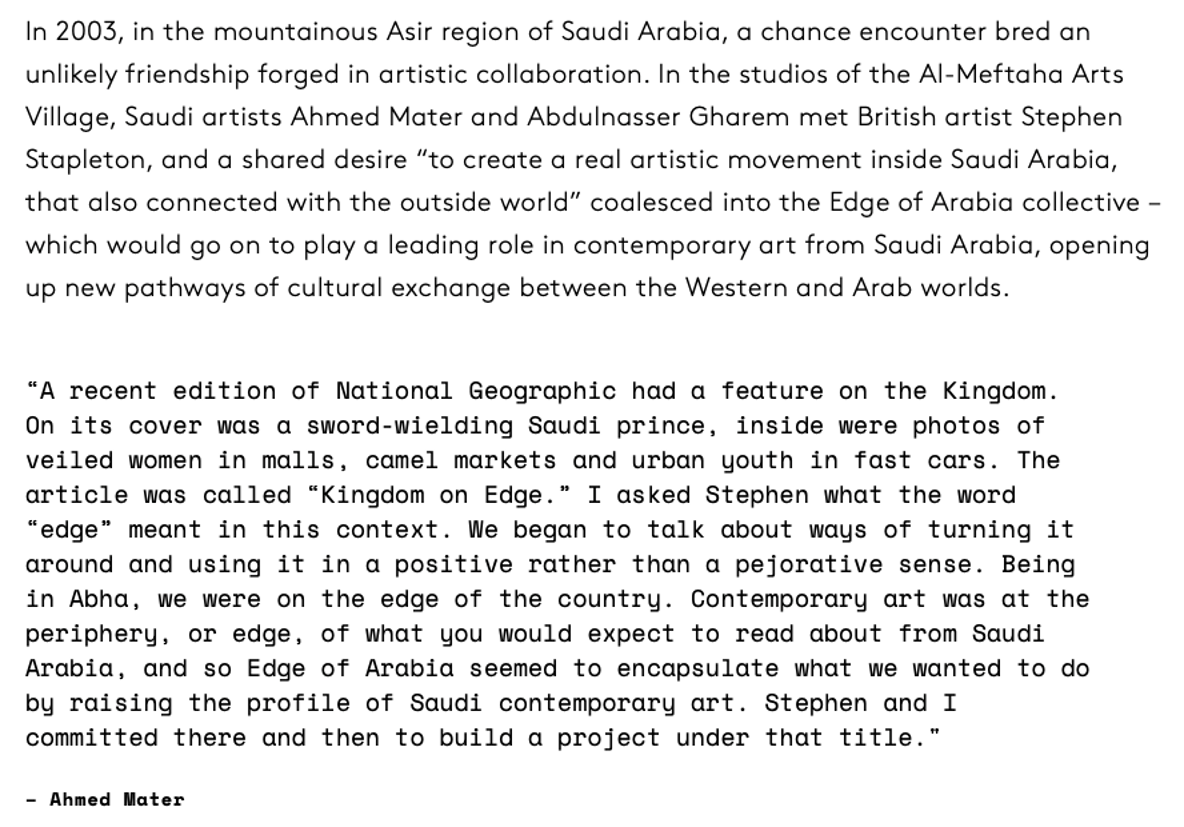 In 2003, in the mountainous Asir region of Saudi Arabia, a chance encounter bred an
unlikely friendship forged in artistic collaboration. In the studios of the Al-Meftaha Arts
Village, Saudi artists Ahmed Mater and Abdulnasser Gharem met British artist Stephen
Stapleton, and a shared desire “to create a real artistic movement inside Saudi Arabia,
that also connected with the outside world” coalesced into the Edge of Arabia collective –
which would go on to play a leading role in contemporary art from Saudi Arabia, opening
up new pathways of cultural exchange between the Western and Arab worlds.
“A recent edition of National Geographic had a feature on the Kingdom.
On its cover was a sword-wielding Saudi prince, inside were photos of
veiled women in malls, camel markets and urban youth in fast cars. The
article was called “Kingdom on Edge.” I asked Stephen what the word
“edge” meant in this context. We began to talk about ways of turning it
around and using it in a positive rather than a pejorative sense. Being
in Abha, we were on the edge of the country. Contemporary art was at the
periphery, or edge, of what you would expect to read about from Saudi
Arabia, and so Edge of Arabia seemed to encapsulate what we wanted to do
by raising the profile of Saudi contemporary art. Stephen and I
committed there and then to build a project under that title.”
– Ahmed Mater